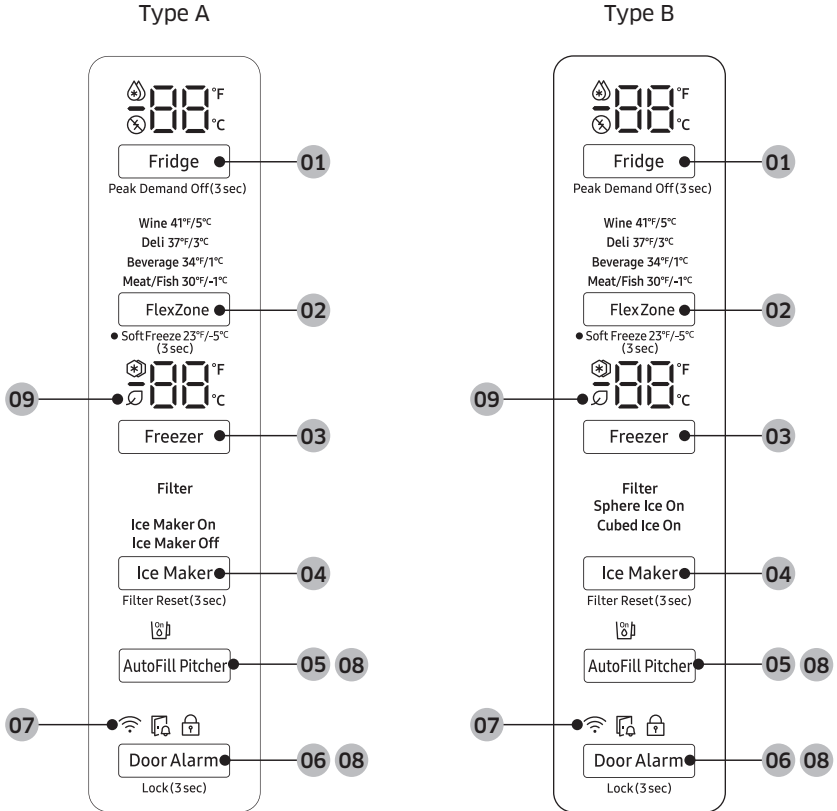 Type A
88 °F
°C
Fridge
01
Peak Demand Off(3 sec)
Wine 41°F/5°C
Deli 37°F/3°C
Beverage 34°F/1°C
Meat/Fish 30°F/-1°C
FlexZone
02
Soft Freeze 23°F/-5°C
(3 sec)
88 °F
°C
09
Freezer
03
Filter
Ice Maker On
Ice Maker Off
Ice Maker
04
Filter Reset(3 sec)
On
AutoFill Pitcher
05 08
07
Door Alarm
06 08
Lock(3 sec)
Type B
88 °F
°C
Fridge
01
Peak Demand Off(3 sec)
Wine 41°F/5°C
Deli 37°F/3°C
Beverage 34°F/1°C
Meat/Fish 30°F/-1°C
FlexZone
02
Soft Freeze 23°F/-5°C
(3 sec)
88 °F
°C
09
Freezer
03
Filter
Sphere Ice On
Cubed Ice On
Ice Maker
04
Filter Reset(3 sec)
On
AutoFill Pitcher
05 08
07
Door Alarm
06 08
Lock(3 sec)